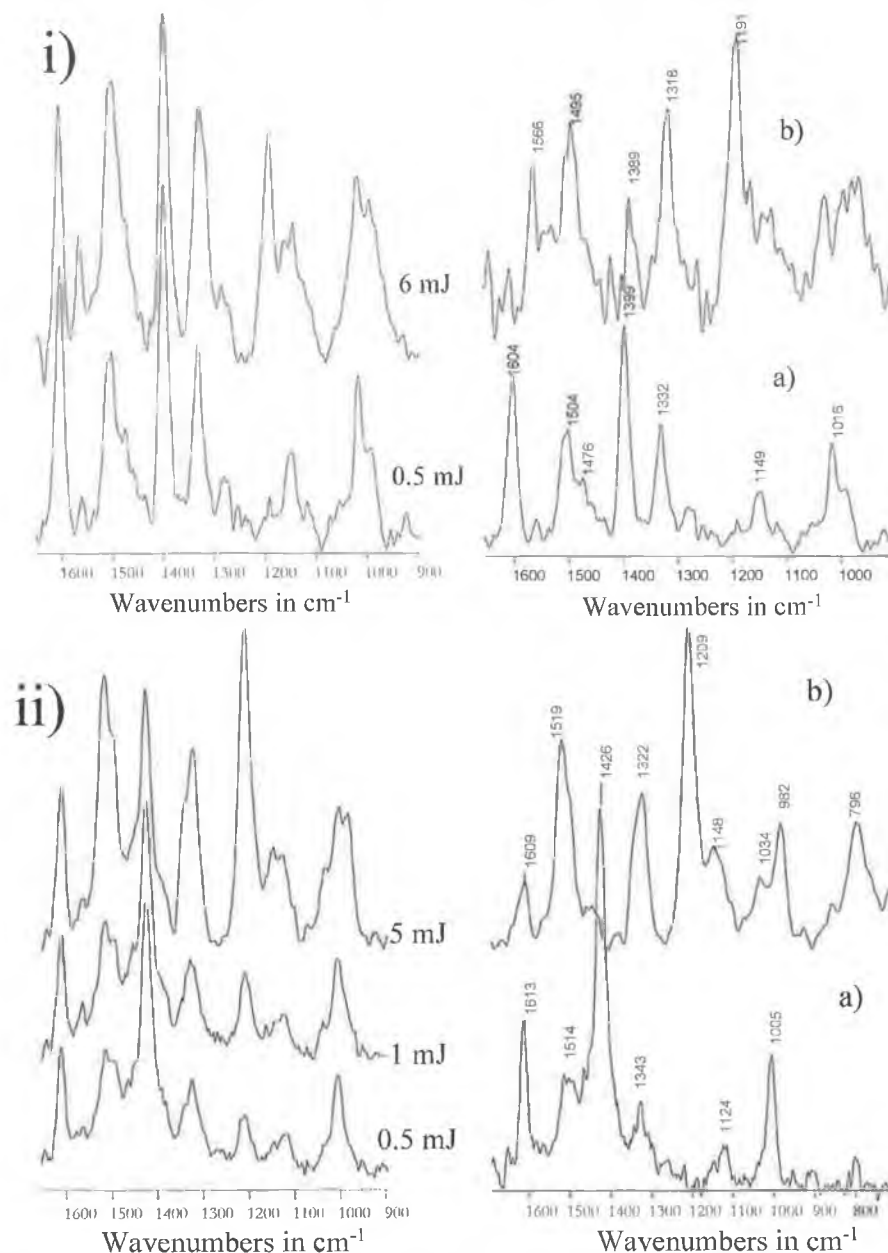 i)
6 mJ
0.5 mJ
1600 1500 1400 1300 1200 1100 1000 900
Wavenumbers in cm-1
1566
1495
1389
1318
1191
b)
1604
1504
1476
1399
1332
1149
1016
a)
1600 1500 1400 1300 1200 1100 1000
Wavenumbers in cm-1
ii)
5 mJ
1 mJ
0.5 mJ
1600 1500 1400 1300 1200 1100 1000 900
Wavenumbers in cm-1
1609
1519
1426
1322
1209
1148
1034
982
796
b)
1613
1514
1343
1124
1005
a)
1600 1500 1400 1300 1200 1100 1000 900 800
Wavenumbers in cm-1